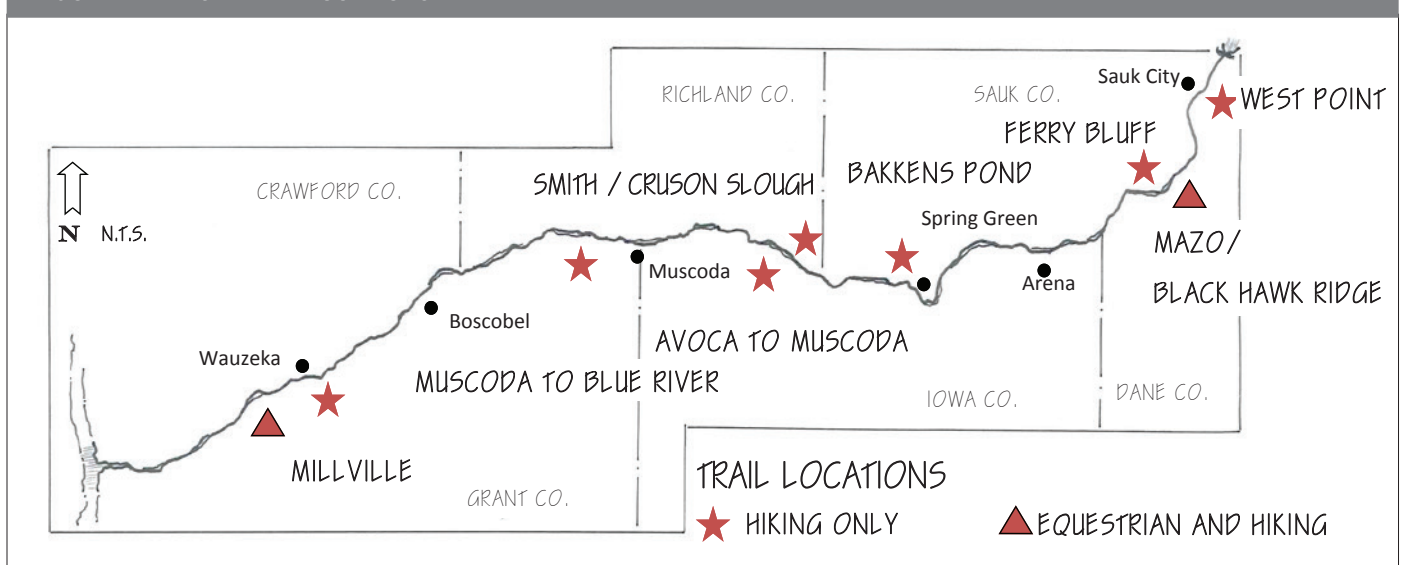 Sauk City
WEST POINT
RICHLAND CO.
SAUK CO.
FERRY BLUFF
SMITH / CRUSON SLOUGH
BAKKENS POND
CRAWFORD CO.
N N.T.S.
Spring Green
Muscoda
MAZO/
BLACK HAWK RIDGE
Arena
Boscobel
AVOCA TO MUSCODA
Wauzeka
MUSCODA TO BLUE RIVER
IOWA CO.
DANE CO.
MILLVILLE
GRANT CO.
TRAIL LOCATIONS
HIKING ONLY
EQUESTRIAN AND HIKING